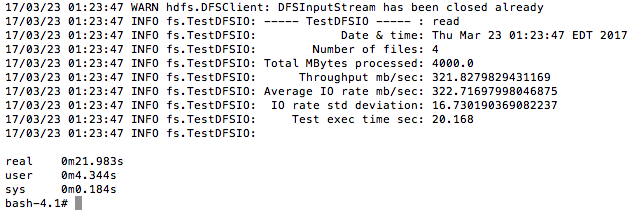 17/03/23 01:23:47 WARN hdfs.DFSClient: DFSInputStream has been closed already
17/03/23 01:23:47 INFO fs.TestDFSIO: ----- TestDFSIO ----- : read
17/03/23 01:23:47 INFO fs.TestDFSIO:            Date & time: Thu Mar 23 01:23:47 EDT 2017
17/03/23 01:23:47 INFO fs.TestDFSIO:        Number of files: 4
17/03/23 01:23:47 INFO fs.TestDFSIO: Total MBytes processed: 4000.0
17/03/23 01:23:47 INFO fs.TestDFSIO:      Throughput mb/sec: 321.8279829431169
17/03/23 01:23:47 INFO fs.TestDFSIO: Average IO rate mb/sec: 322.71697998046875
17/03/23 01:23:47 INFO fs.TestDFSIO:  IO rate std deviation: 16.730190369082237
17/03/23 01:23:47 INFO fs.TestDFSIO:     Test exec time sec: 20.168
17/03/23 01:23:47 INFO fs.TestDFSIO:
real    0m21.983s
user    0m4.344s
sys     0m0.184s
bash-4.1#